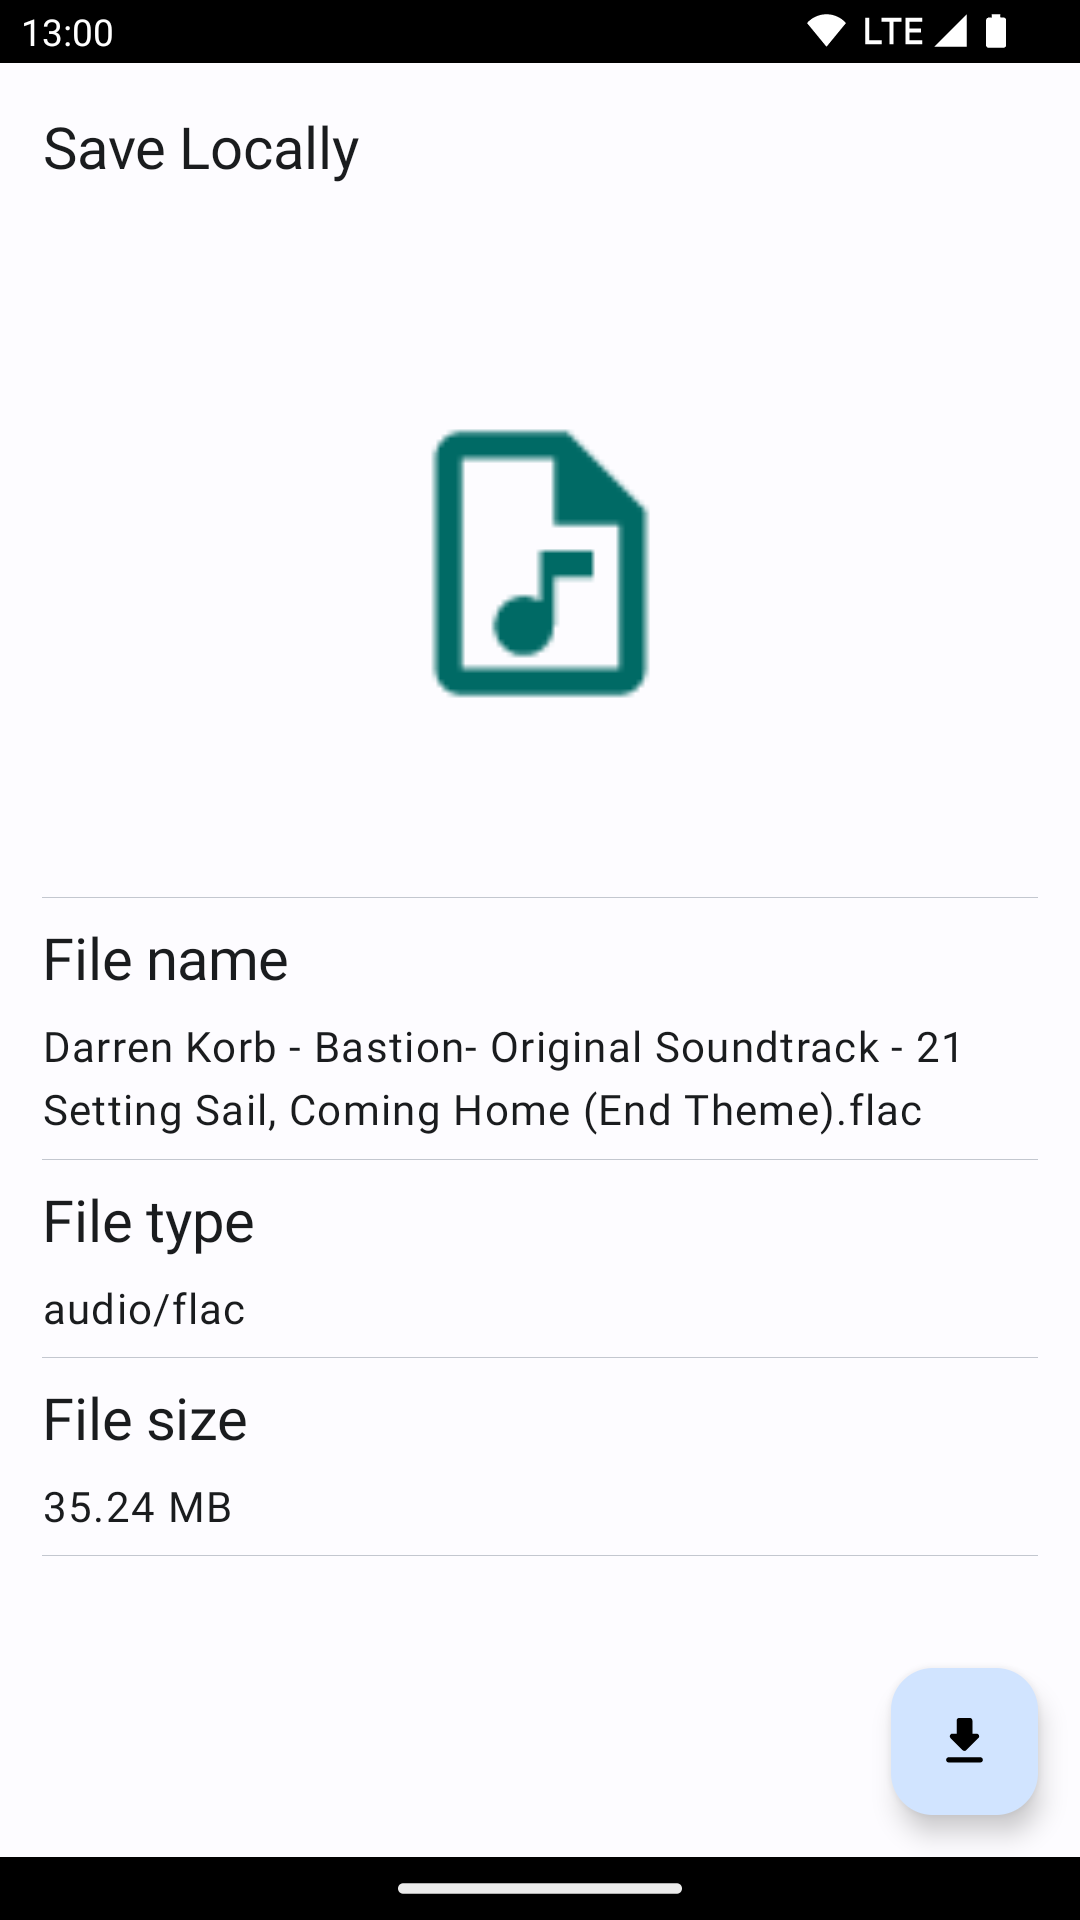 13:00
LTE
Save Locally
File name
Darren Korb - Bastion- Original Soundtrack - 21
Setting Sail, Coming Home (End Theme).flac
File type
audio/flac
File size
35.24 MB